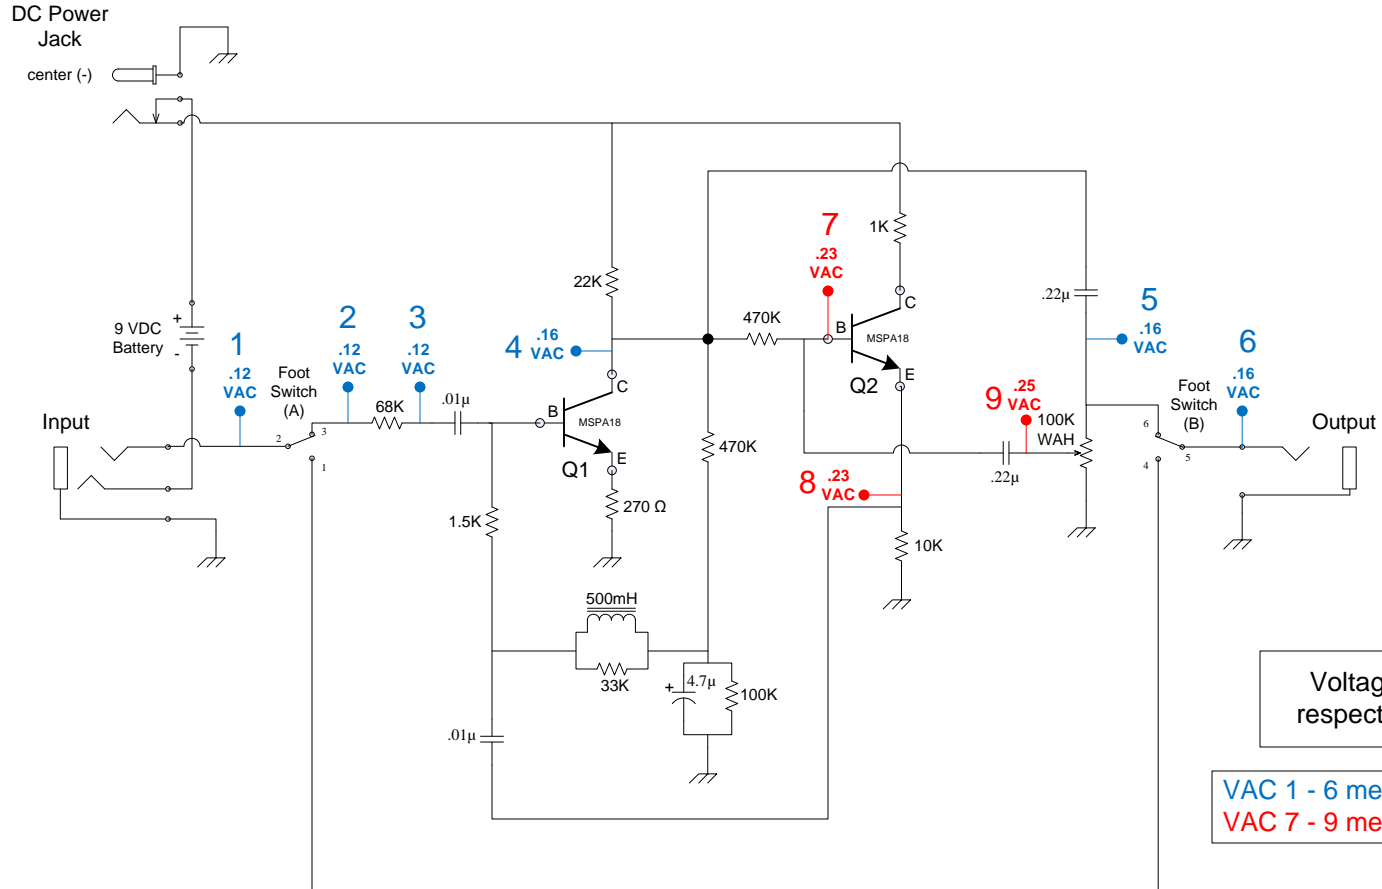 DC Power
Jack
center (-)
9 VDC
Battery
+
-
Input
1
.12
VAC
Foot
Switch
(A)
2
3
1
2
.12
VAC
3
.12
VAC
68K
.01µ
4
.16
VAC
22K
B
C
E
MSPA18
Q1
270 Ω
1.5K
500mH
33K
.01µ
470K
+
4.7µ
100K
470K
7
.23
VAC
1K
B
C
E
MSPA18
Q2
8
.23
VAC
10K
9
.25
VAC
.22µ
100K
WAH
.22µ
5
.16
VAC
6
.16
VAC
Foot
Switch
(B)
6
4
5
Output
Voltag
respect
VAC 1 - 6 me
VAC 7 - 9 me